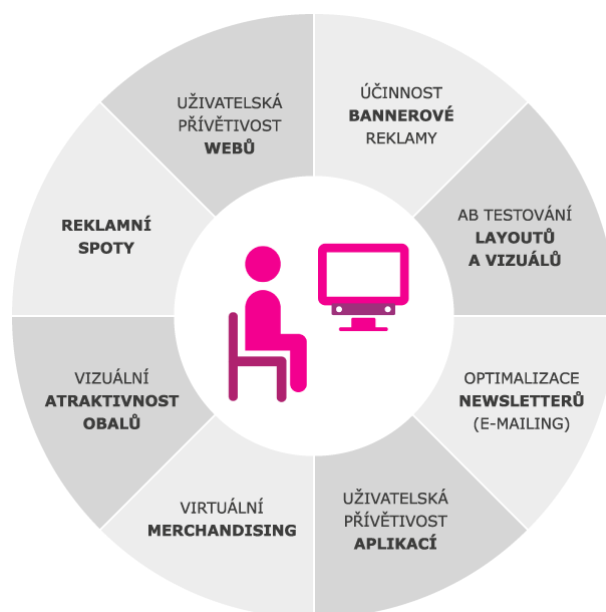 UŽIVATELSKÁ
PŘÍVĚTIVOST
WEBŮ
ÚČINNOST
BANNEROVÉ
REKLAMY
AB TESTOVÁNÍ
LAYOUTŮ
A VIZUÁLŮ
OPTIMALIZACE
NEWSLETTERŮ
(E-MAILING)
UŽIVATELSKÁ
PŘÍVĚTIVOST
APLIKACÍ
VIRTUÁLNÍ
MERCHANDISING
VIZUÁLNÍ
ATRAKTIVNOST
OBALŮ
REKLAMNÍ
SPOTY